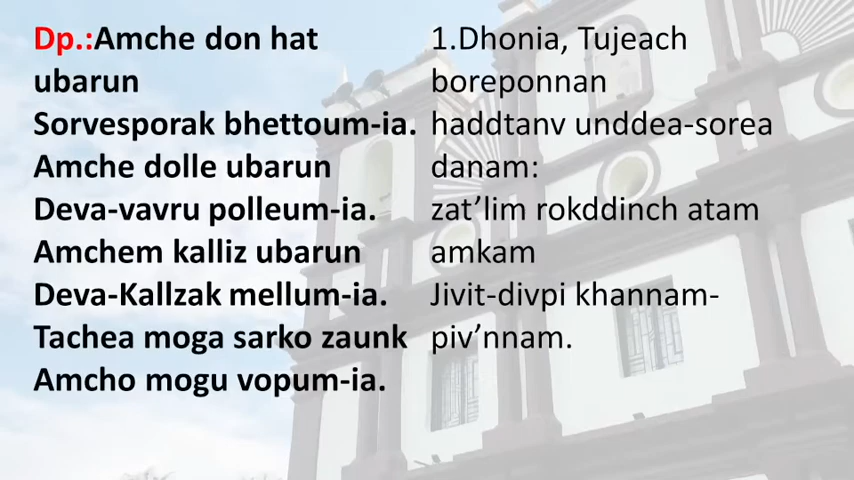 Dp.:Amche don hat
ubarun
Sorvesporak bhettoum-ia.
Amche dolle ubarun
Deva-vavru polleum-ia.
Amchem kalliz ubarun
Deva-Kallzak mellum-ia.
Tachea moga sarko zaunk
Amcho mogu vopum-ia.
1.Dhonia, Tujeach
boreponnan
haddtanv unddea-sorea
danam:
zat’lim rokddinch atam
amkam
Jivit-divpi khannam-
piv’nnam.